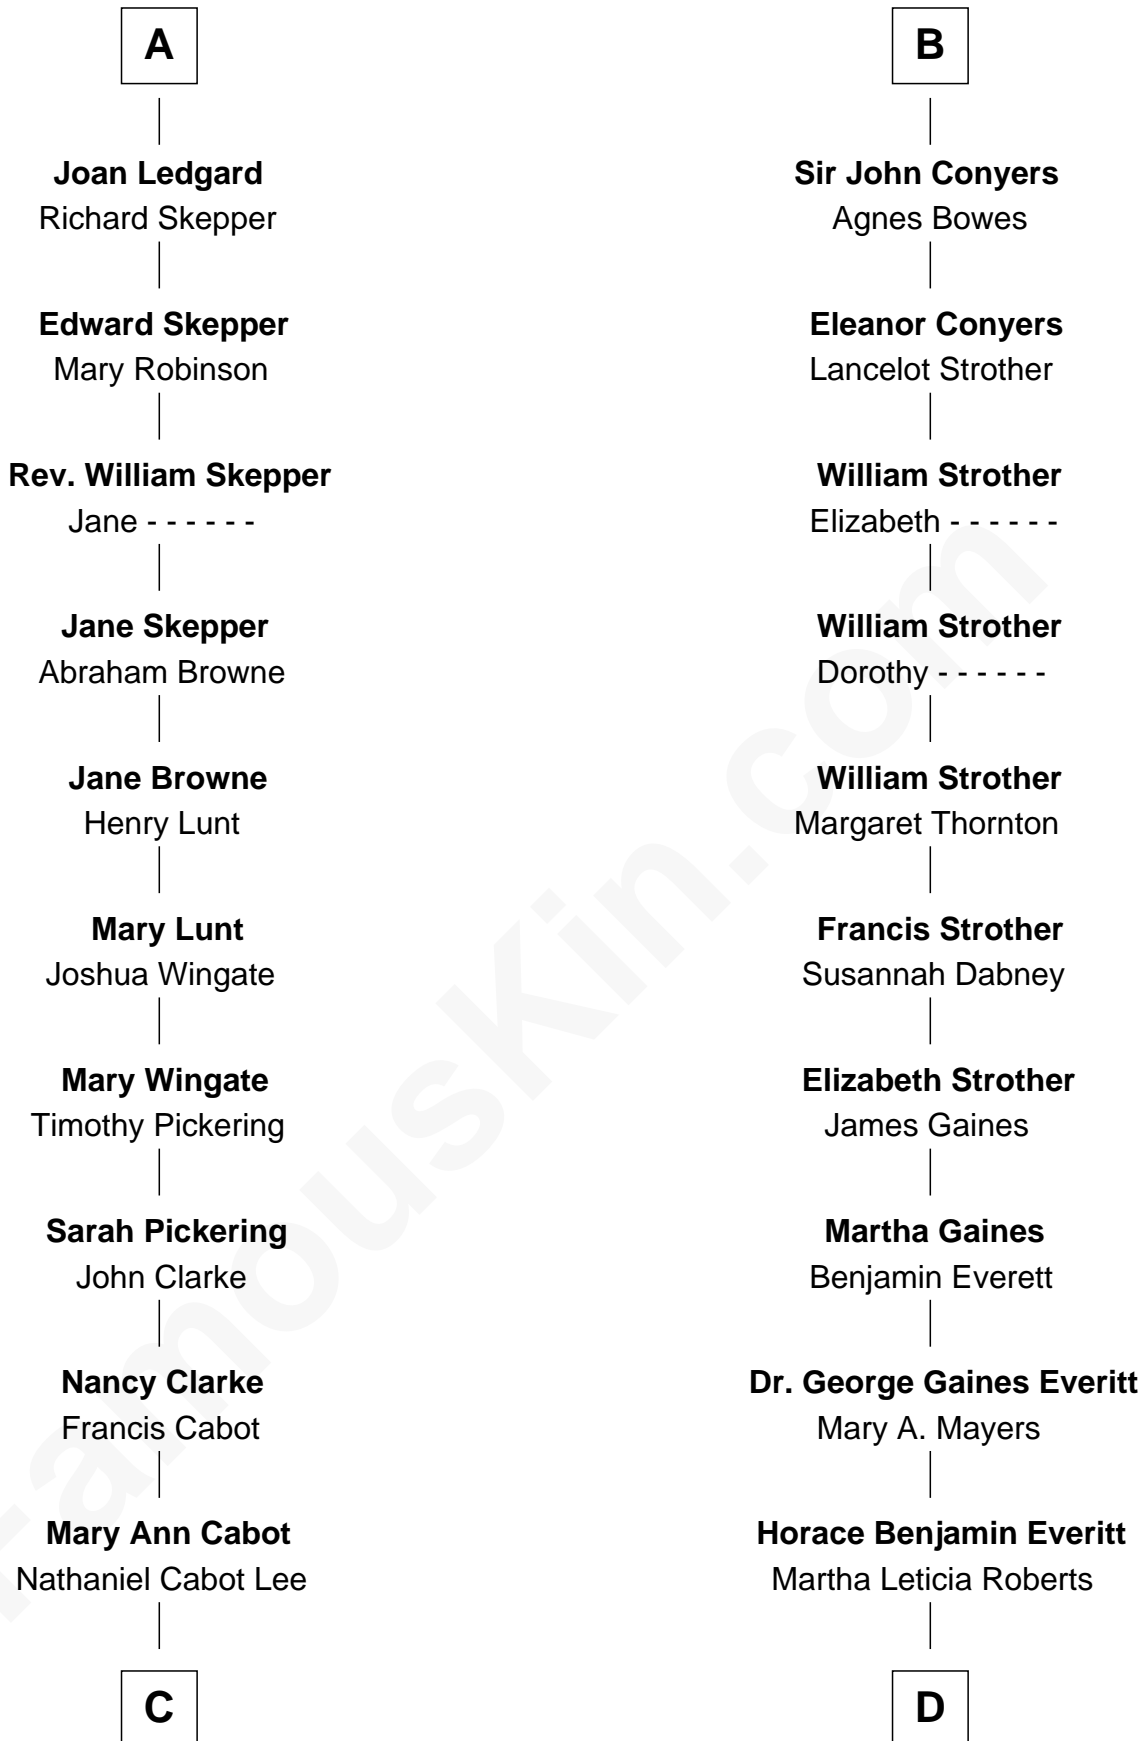 A
Joan Ledgard
Richard Skepper
Edward Skepper
Mary Robinson
Rev. William Skepper
Jane - - - - - -
Jane Skepper
Abraham Browne
Jane Browne
Henry Lunt
Mary Lunt
Joshua Wingate
Mary Wingate
Timothy Pickering
Sarah Pickering
John Clarke
Nancy Clarke
Francis Cabot
Mary Ann Cabot
Nathaniel Cabot Lee
C
B
Sir John Conyers
Agnes Bowes
Eleanor Conyers
Lancelot Strother
William Strother
Elizabeth - - - - - -
William Strother
Dorothy - - - - - -
William Strother
Margaret Thornton
Francis Strother
Susannah Dabney
Elizabeth Strother
James Gaines
Martha Gaines
Benjamin Everett
Dr. George Gaines Everitt
Mary A. Mayers
Horace Benjamin Everitt
Martha Leticia Roberts
D
FamousKin.com